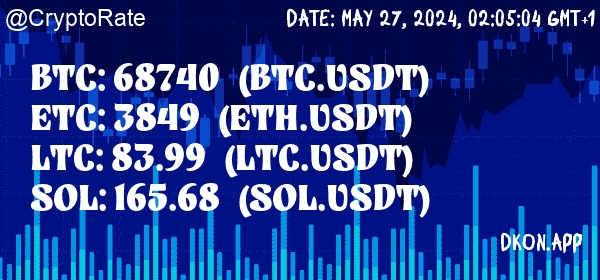 @CryptoRate
DATE: MAY 27, 2024, 02:05:04 GMT+1
BTC: 68740 (BTC.USDT)
ETC: 3849 (ETH.USDT)
LTC: 83.99 (LTC.USDT)
SOL: 165.68 (SOL.USDT)
DKON.APP